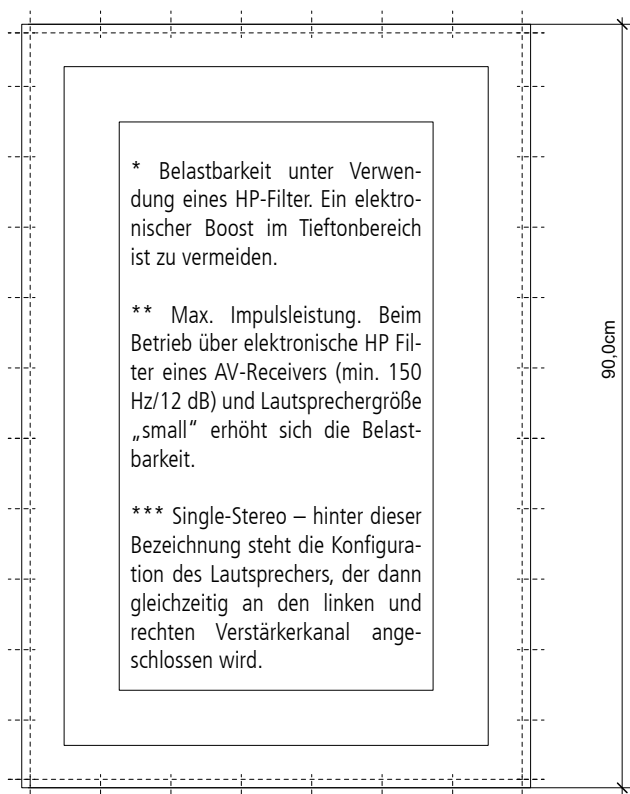 * Belastbarkeit unter Verwen-
dung eines HP-Filter. Ein elektro-
nischer Boost im Tieftonbereich
ist zu vermeiden.
** Max. Impulsleistung. Beim
Betrieb über elektronische HP Fil-
ter eines AV-Receivers (min. 150
Hz/12 dB) und Lautsprechergröße
„small“ erhöht sich die Belast-
barkeit.
*** Single-Stereo – hinter dieser
Bezeichnung steht die Konfigura-
tion des Lautsprechers, der dann
gleichzeitig an den linken und
rechten Verstärkerkanal ange-
schlossen wird.
90,0cm